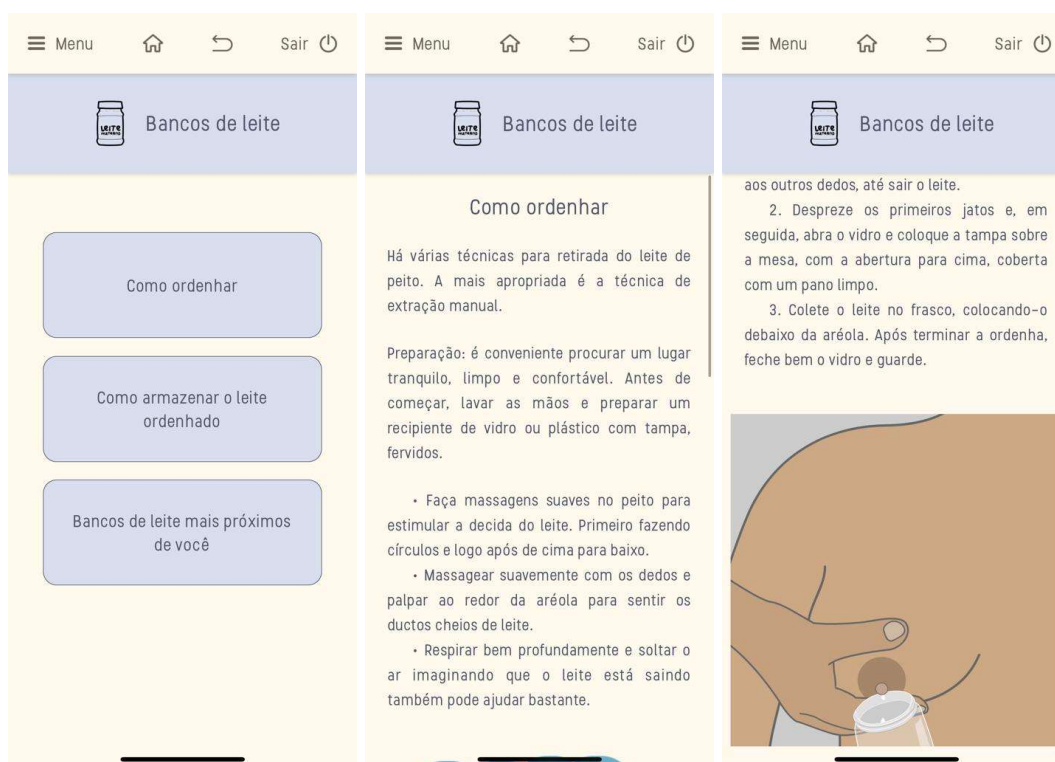 Menu Sair
LEITE MATERNO
Bancos de leite
Como ordenhar
Como armazenar o leite
ordenhado
Bancos de leite mais próximos
de você
Menu Sair
LEITE MATERNO
Bancos de leite
Como ordenhar
Há várias técnicas para retirada do leite de
peito. A mais apropriada é a técnica de
extração manual.
Preparação: é conveniente procurar um lugar
tranquilo, limpo e confortável. Antes de
começar, lavar as mãos e preparar um
recipiente de vidro ou plástico com tampa,
fervidos.
• Faça massagens suaves no peito para
estimular a decida do leite. Primeiro fazendo
círculos e logo após de cima para baixo.
• Massagear suavemente com os dedos e
palpar ao redor da aréola para sentir os
ductos cheios de leite.
• Respirar bem profundamente e soltar o
ar imaginando que o leite está saindo
também pode ajudar bastante.
Menu Sair
LEITE MATERNO
Bancos de leite
aos outros dedos, até sair o leite.
2. Despreze os primeiros jatos e, em
seguida, abra o vidro e coloque a tampa sobre
a mesa, com a abertura para cima, coberta
com um pano limpo.
3. Colete o leite no frasco, colocando-o
debaixo da aréola. Após terminar a ordenha,
feche bem o vidro e guarde.